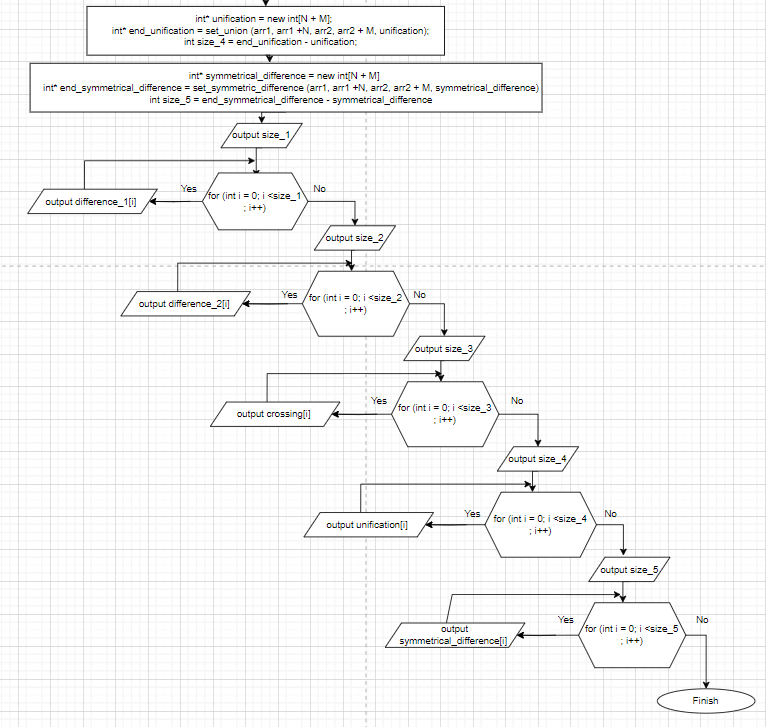 int* unification = new int[N + M];
int* end_unification = set_union (arr1, arr1 +N, arr2, arr2 + M, unification);
int size_4 = end_unification - unification;
int* symmetrical_difference = new int[N + M]
int* end_symmetrical_difference = set_symmetric_difference (arr1, arr1 +N, arr2, arr2 + M, symmetrical_difference)
int size_5 = end_symmetrical_difference - symmetrical_difference
output size_1
Yes
No
output difference_1[i]
for (int i = 0; i <size_1
; i++)
output size_2
Yes
No
output difference_2[i]
for (int i = 0; i <size_2
; i++)
output size_3
Yes
No
output crossing[i]
for (int i = 0; i <size_3
; i++)
output size_4
Yes
No
output unification[i]
for (int i = 0; i <size_4
; i++)
output size_5
Yes
No
output
symmetrical_difference[i]
for (int i = 0; i <size_5
; i++)
Finish